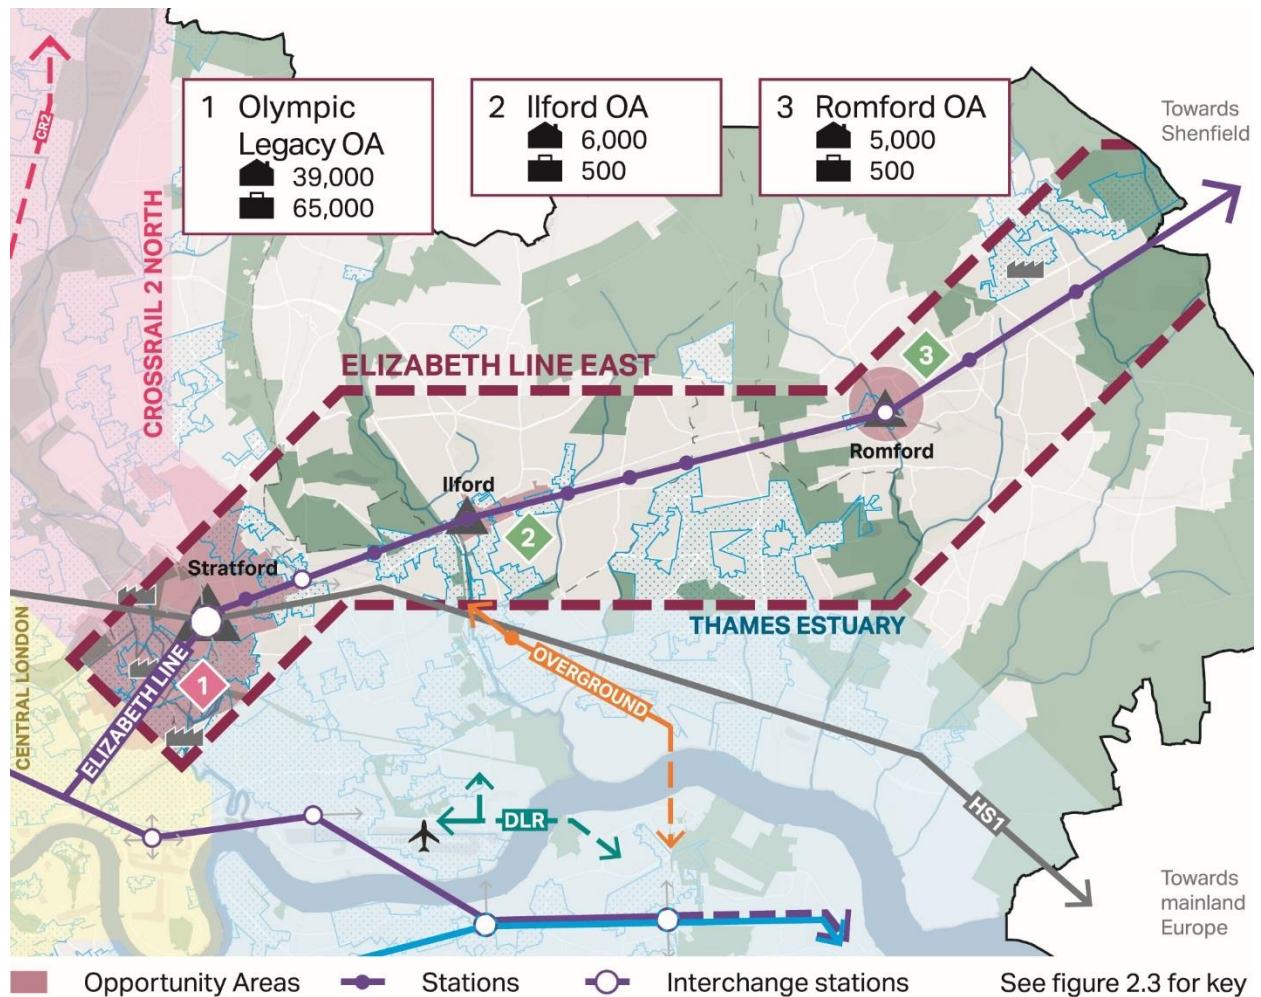 1 Olympic
Legacy OA
39,000
65,000
2 Ilford OA
6,000
500
3 Romford OA
5,000
500
Towards
Shenfield
CR2
CROSSRAIL 2 NORTH
ELIZABETH LINE EAST
3
Romford
Ilford
2
Stratford
THAMES ESTUARY
OVERGROUND
1
ELIZABETH LINE
CENTRAL LONDON
DLR
HS1
Towards
mainland
Europe
Opportunity Areas
Stations
Interchange stations
See figure 2.3 for key